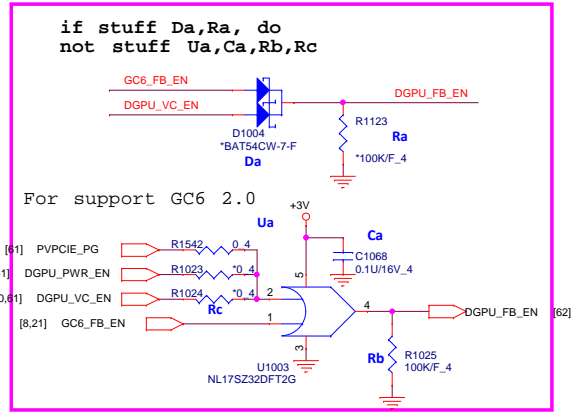 if stuff Da,Ra, do
not stuff Ua,Ca,Rb,Rc
GC6_FB_EN
DGPU_VC_EN
DGPU_FB_EN
D1004
*BAT54CW-7-F
Da
R1123
Ra
*100K/F_4
For support GC6 2.0
+3V
Ua
Ca
C1068
0.1U/16V_4
[61] PVPCIE_PG R1542 0_4
1] DGPU_PWR_EN R1023 *0_4
0,61] DGPU_VC_EN R1024 *0_4
Rc
[8,21] GC6_FB_EN
5
2
1
4
3
DGPU_FB_EN [62]
U1003
NL17SZ32DFT2G
Rb
R1025
100K/F_4